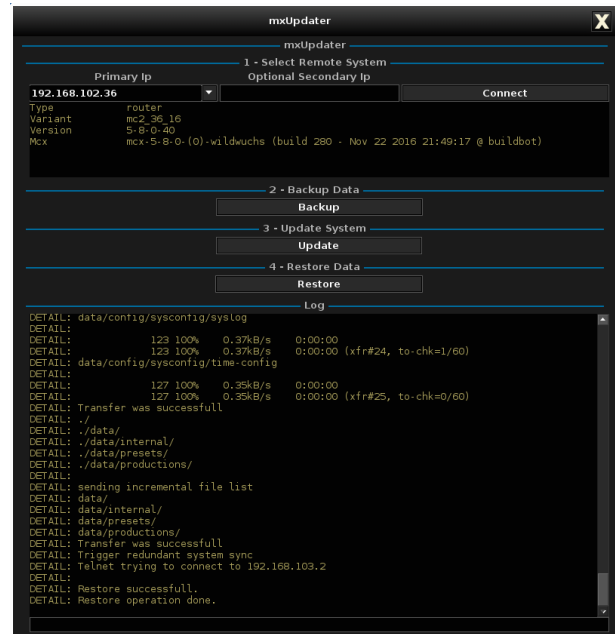 mxUpdater
X
mxUpdater
1 - Select Remote System
Primary Ip Optional Secondary Ip
192.168.102.36 Connect
Type router
Variant mc2_36_16
Version 5-8-0-40
Mcx mcx-5-8-0-(0)-wildwuchs (build 280 - Nov 22 2016 21:49:17 @ buildbot)
2 - Backup Data
Backup
3 - Update System
Update
4 - Restore Data
Restore
Log
DETAIL: data/config/sysconfig/syslog
DETAIL:
DETAIL: 123 100% 0.37kB/s 0:00:00
DETAIL: 123 100% 0.37kB/s 0:00:00 (xfr#24, to-chk=1/60)
DETAIL: data/config/sysconfig/time-config
DETAIL:
DETAIL: 127 100% 0.35kB/s 0:00:00
DETAIL: 127 100% 0.35kB/s 0:00:00 (xfr#25, to-chk=0/60)
DETAIL: Transfer was successfull
DETAIL: ./
DETAIL: ./data/
DETAIL: ./data/internal/
DETAIL: ./data/presets/
DETAIL: ./data/productions/
DETAIL:
DETAIL: sending incremental file list
DETAIL: data/
DETAIL: data/internal/
DETAIL: data/presets/
DETAIL: data/productions/
DETAIL: Transfer was successfull
DETAIL: Trigger redundant system sync
DETAIL: Telnet trying to connect to 192.168.103.2
DETAIL:
DETAIL: Restore successfull.
DETAIL: Restore operation done.